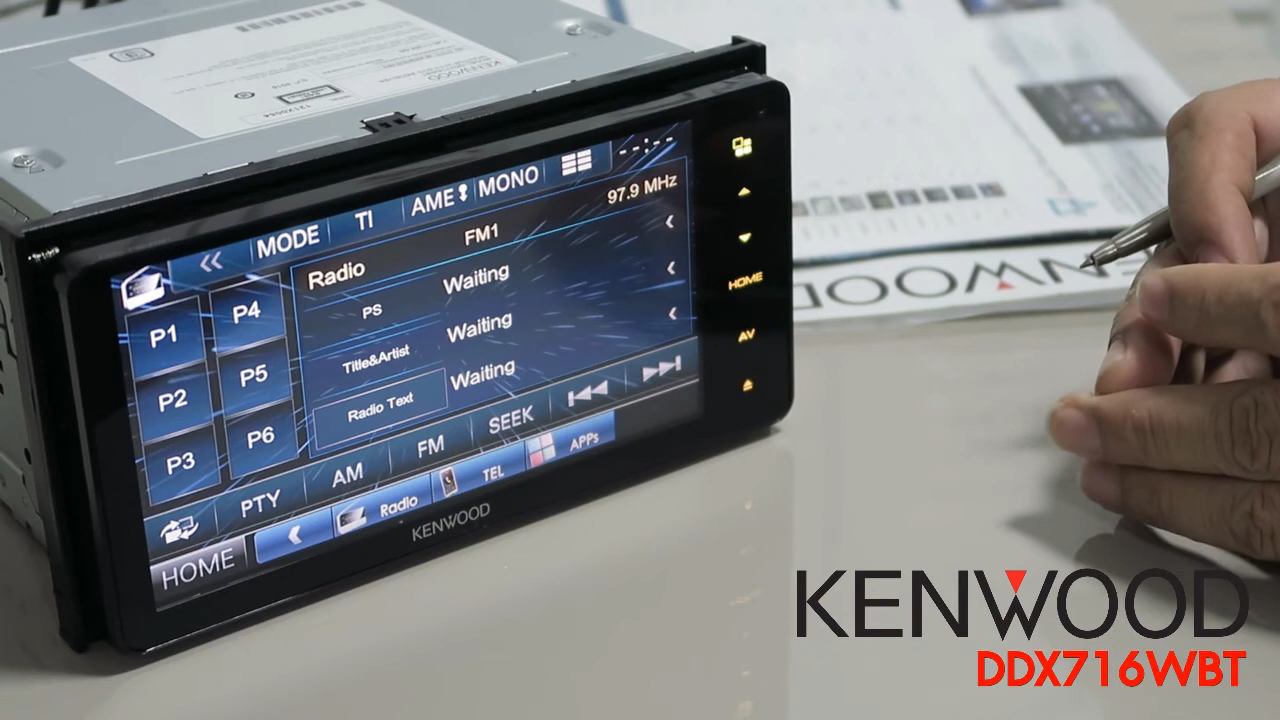 KENWOOD
MODE TI AME MONO --:--
Radio FM1 97.9 MHz
PS Waiting
Title&Artist Waiting
Radio Text Waiting
P1 P4
P2 P5
P3 P6
PTY AM FM SEEK
HOME Radio TEL APPs
KENWOOD
HOME
AV
KENWOOD
KENWOOD
DDX716WBT